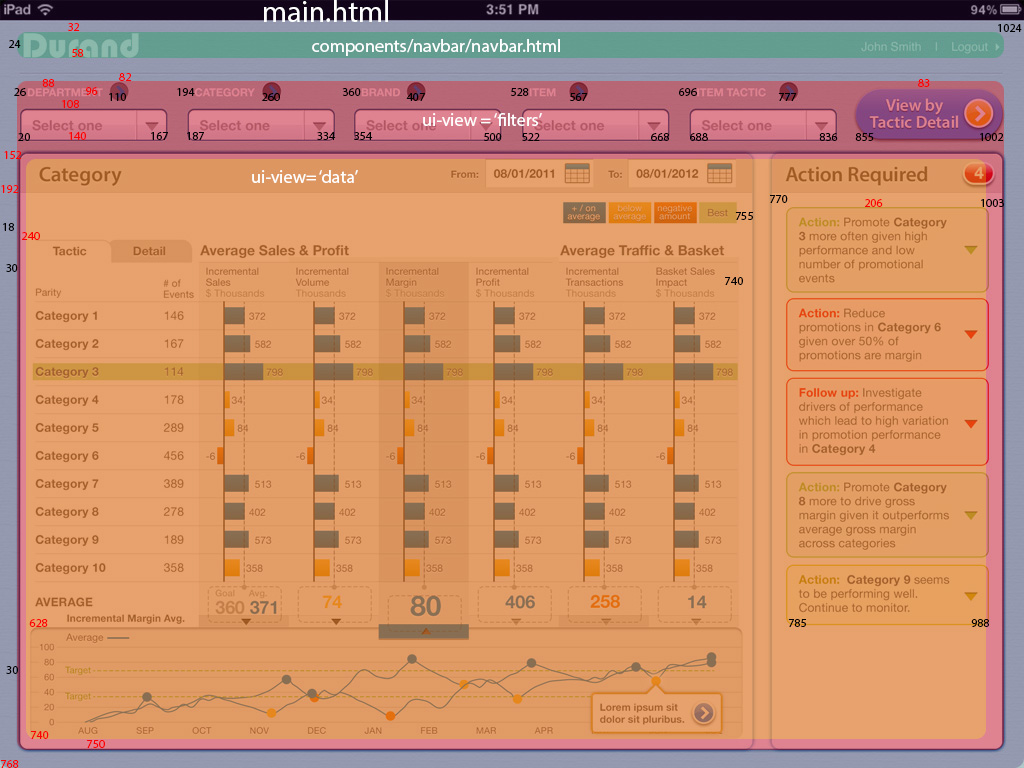 iPad 3:51 PM 94%
main.html
1024
32
24 Durand components/navbar/navbar.html John Smith | Logout
58
88 96 82 83
26 DEPARTMENT 110 194 CATEGORY 260 360 BRAND 407 528 ITEM 567 696 ITEM TACTIC 777
108
Select one Select one Select one Select one Select one
ui-view = 'filters'
View by
Tactic Detail
20 140 167 187 334 354 500 522 668 688 836 855 1002
152
Category ui-view= 'data' From: 08/01/2011 To: 08/01/2012
192
18
240
30
+ / on average
below average
negative amount
Best
755
Tactic Detail Average Sales & Profit Average Traffic & Basket
Parity # of Events Incremental Sales $ Thousands Incremental Volume Thousands Incremental Margin $ Thousands Incremental Profit $ Thousands Incremental Transactions Thousands Basket Sales Impact $ Thousands
740
Category 1 146 372 372 372 372 372 372
Category 2 167 582 582 582 582 582 582
Category 3 114 798 798 798 798 798 798
Category 4 178 34 34 34 34 34 34
Category 5 289 84 84 84 84 84 84
Category 6 456 -6 -6 -6 -6 -6 -6
Category 7 389 513 513 513 513 513 513
Category 8 278 402 402 402 402 402 402
Category 9 189 573 573 573 573 573 573
Category 10 358 358 358 358 358 358 358
AVERAGE Goal 360 Avg. 371 74 80 406 258 14
Incremental Margin Avg.
628
Average
100
80 Target
60
40 Target
20
0
30
AUG SEP OCT NOV DEC JAN FEB MAR APR
Lorem ipsum sit
dolor sit pluribus.
740
750
768
Action Required 4
770 206 1003
Action: Promote Category
3 more often given high
performance and low
number of promotional
events
Action: Reduce
promotions in Category 6
given over 50% of
promotions are margin
Follow up: Investigate
drivers of performance
which lead to high variation
in promotion performance
in Category 4
Action: Promote Category
8 more to drive gross
margin given it outperforms
average gross margin
across categories
Action: Category 9 seems
to be performing well.
Continue to monitor.
785 988